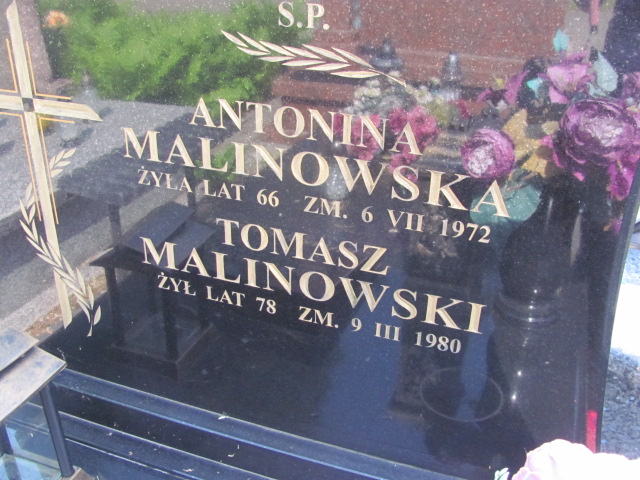 S.P.
ANTONINA
MALINOWSKA
ŻYŁA LAT 66 ZM. 6 VII 1972
TOMASZ
MALINOWSKI
ŻYŁ LAT 78 ZM. 9 III 1980